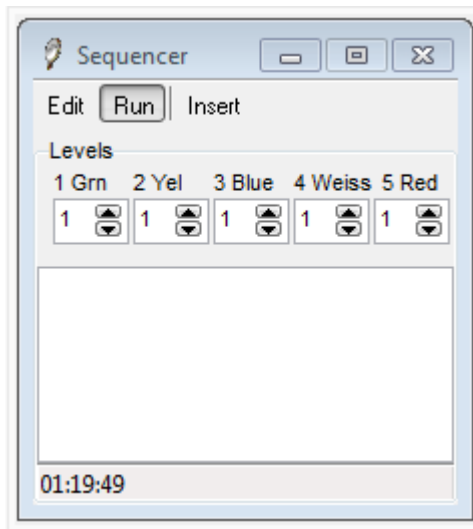 Sequencer
Edit Run Insert
Levels
1 Grn 2 Yel 3 Blue 4 Weiss 5 Red
1 1 1 1 1
01:19:49